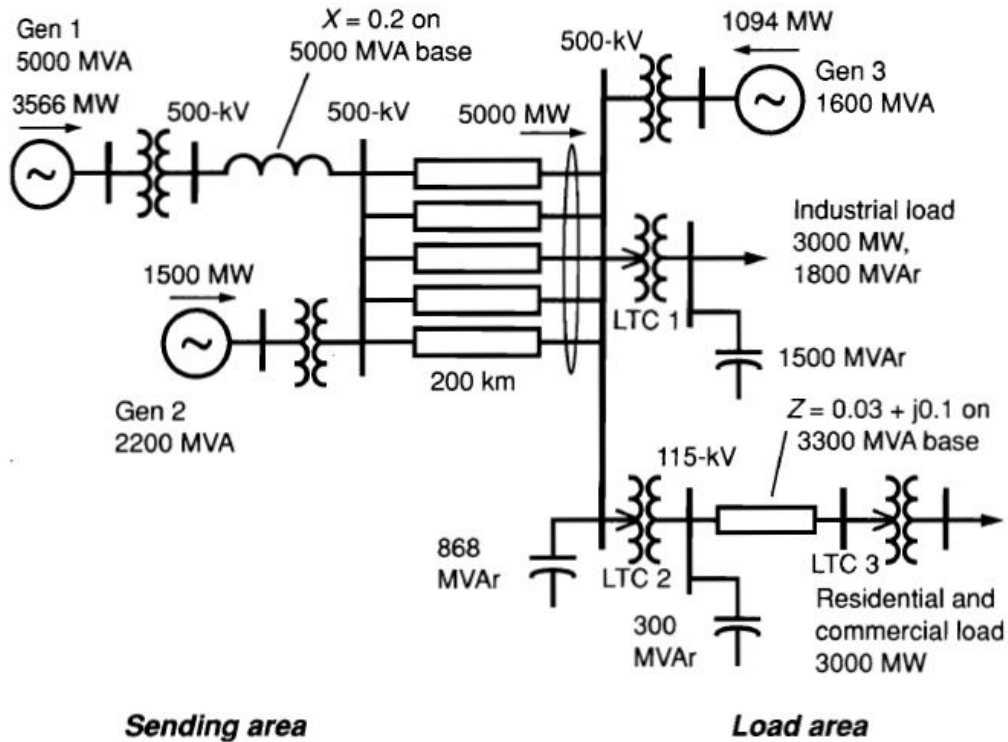 X = 0.2 on
5000 MVA base
Gen 1
5000 MVA
3566 MW
500-kV
500-kV
5000 MW
500-kV
1094 MW
Gen 3
1600 MVA
Industrial load
3000 MW,
1800 MVAr
LTC 1
1500 MVAr
1500 MW
Gen 2
2200 MVA
200 km
Z = 0.03 + j0.1 on
3300 MVA base
115-kV
868
MVAr
LTC 2
300
MVAr
LTC 3
Residential and
commercial load
3000 MW
Sending area
Load area